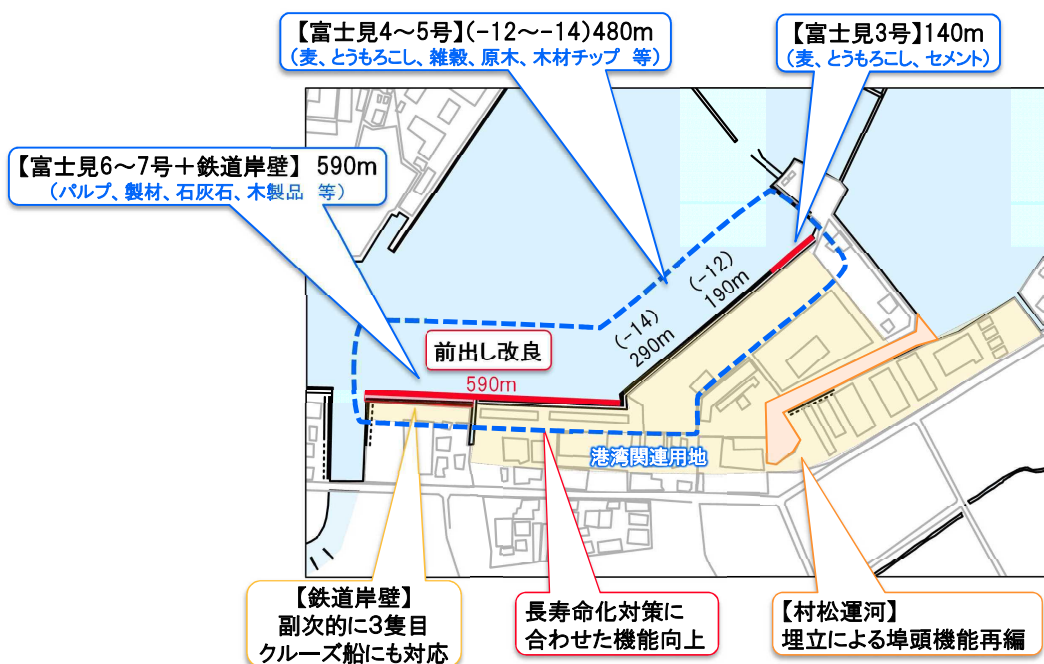 【富士見4～5号】(-12～-14)480m
(麦、とうもろこし、雑穀、原木、木材チップ 等)
【富士見3号】140m
(麦、とうもろこし、セメント)
【富士見6～7号＋鉄道岸壁】 590m
(パルプ、製材、石灰石、木製品 等)
(-12)
190m
(-14)
290m
前出し改良
590m
港湾関連用地
【鉄道岸壁】
副次的に3隻目
クルーズ船にも対応
長寿命化対策に
合わせた機能向上
【村松運河】
埋立による埠頭機能再編